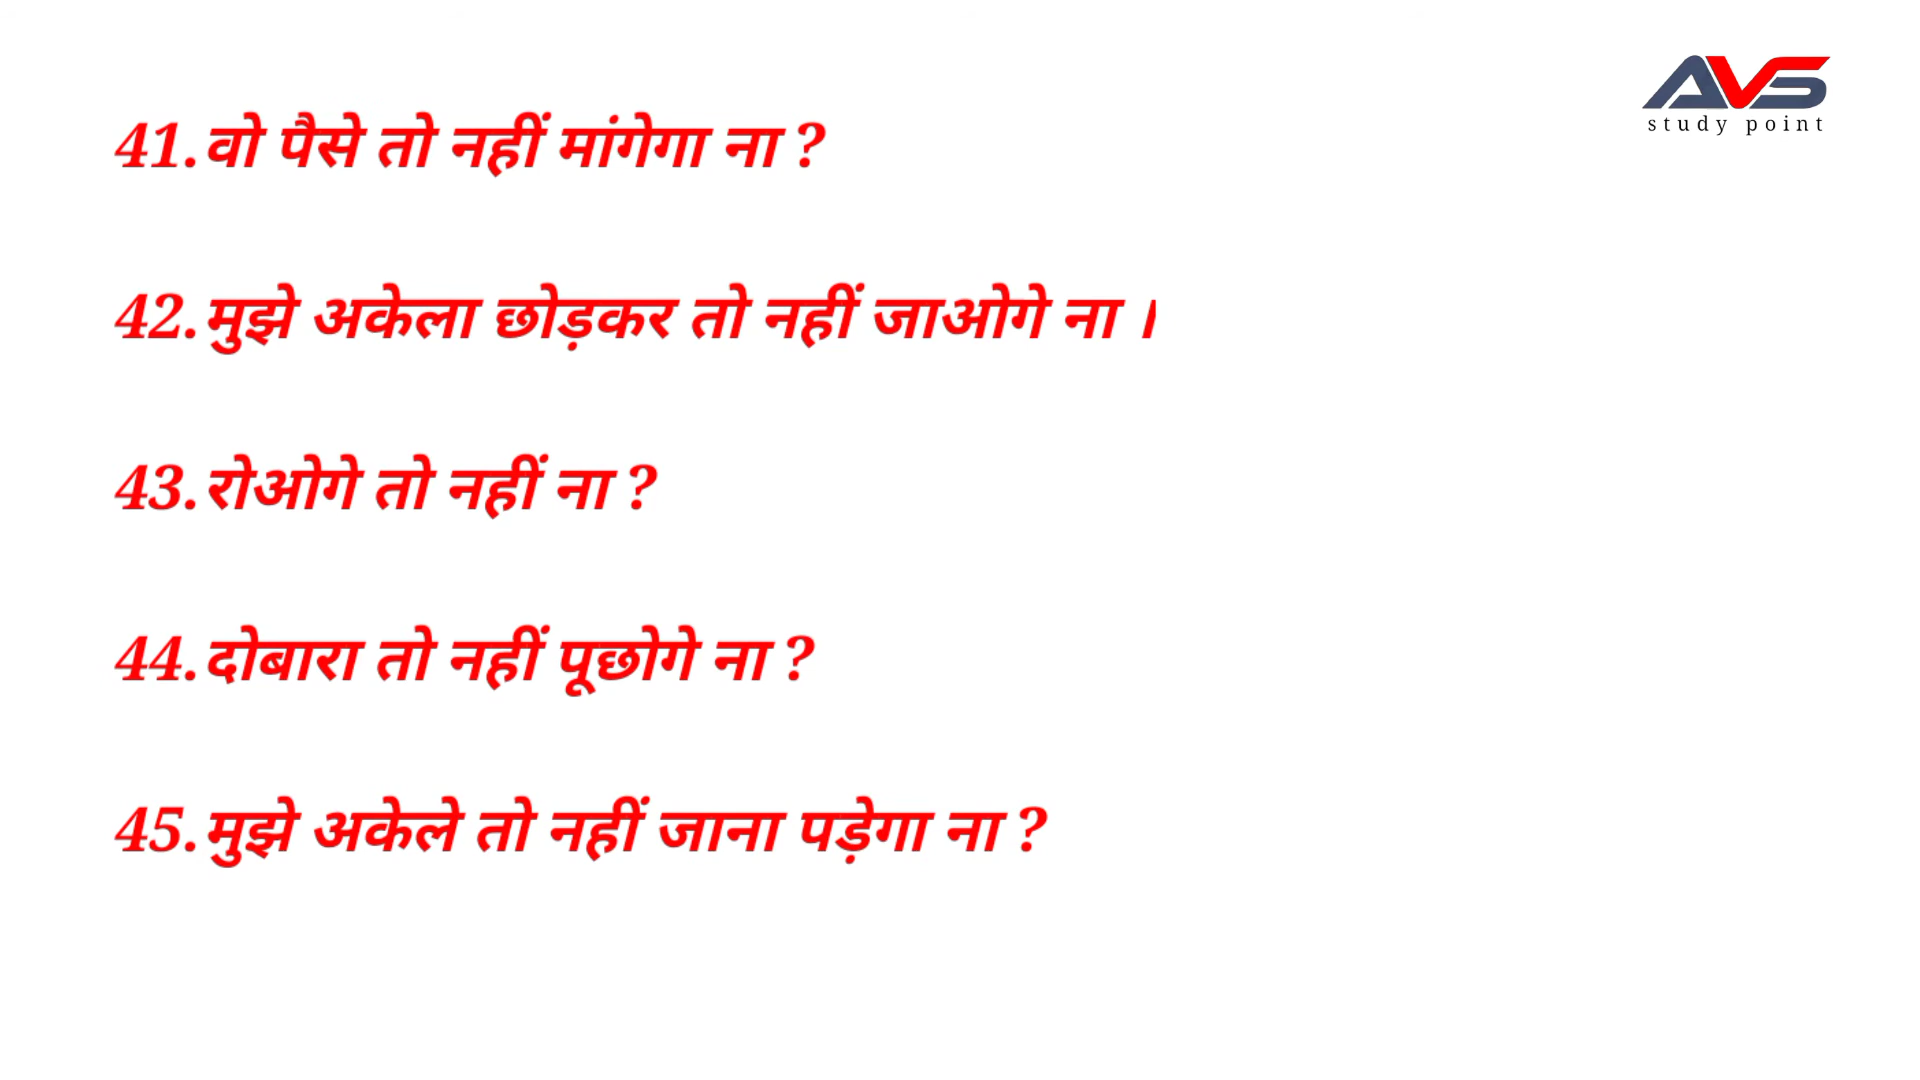 AVS
study point
41. वो पैसे तो नहीं मांगेगा ना ?
42. मुझे अकेला छोड़कर तो नहीं जाओगे ना ।
43. रोओगे तो नहीं ना ?
44. दोबारा तो नहीं पूछोगे ना ?
45. मुझे अकेले तो नहीं जाना पड़ेगा ना ?